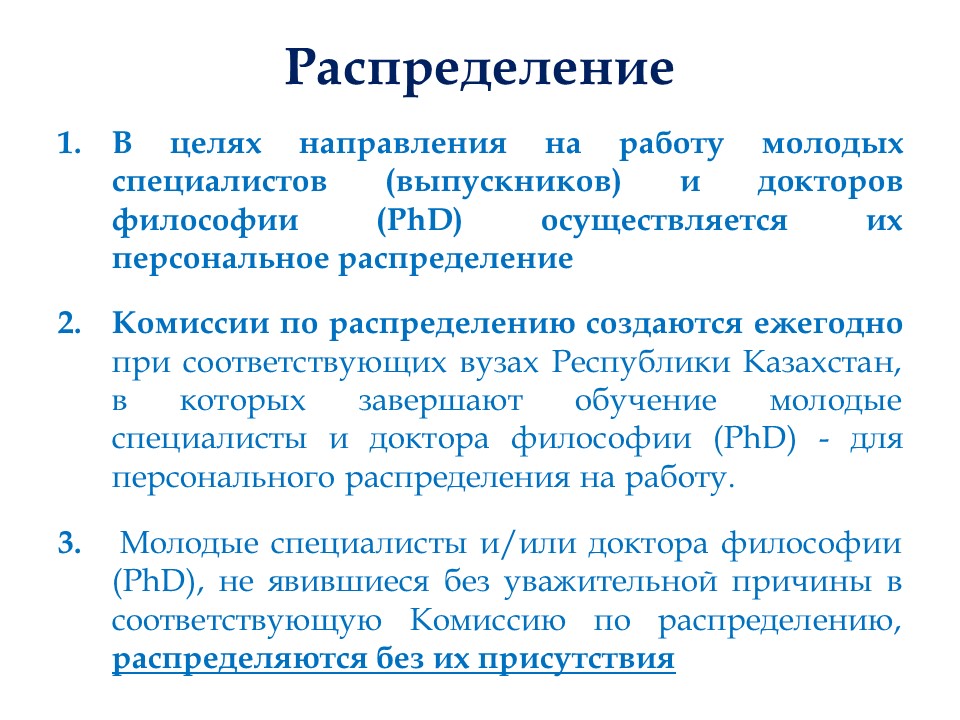 Распределение
1. В целях направления на работу молодых
специалистов (выпускников) и докторов
философии (PhD) осуществляется их
персональное распределение
2. Комиссии по распределению создаются ежегодно
при соответствующих вузах Республики Казахстан,
в которых завершают обучение молодые
специалисты и доктора философии (PhD) - для
персонального распределения на работу.
3. Молодые специалисты и/или доктора философии
(PhD), не явившиеся без уважительной причины в
соответствующую Комиссию по распределению,
распределяются без их присутствия